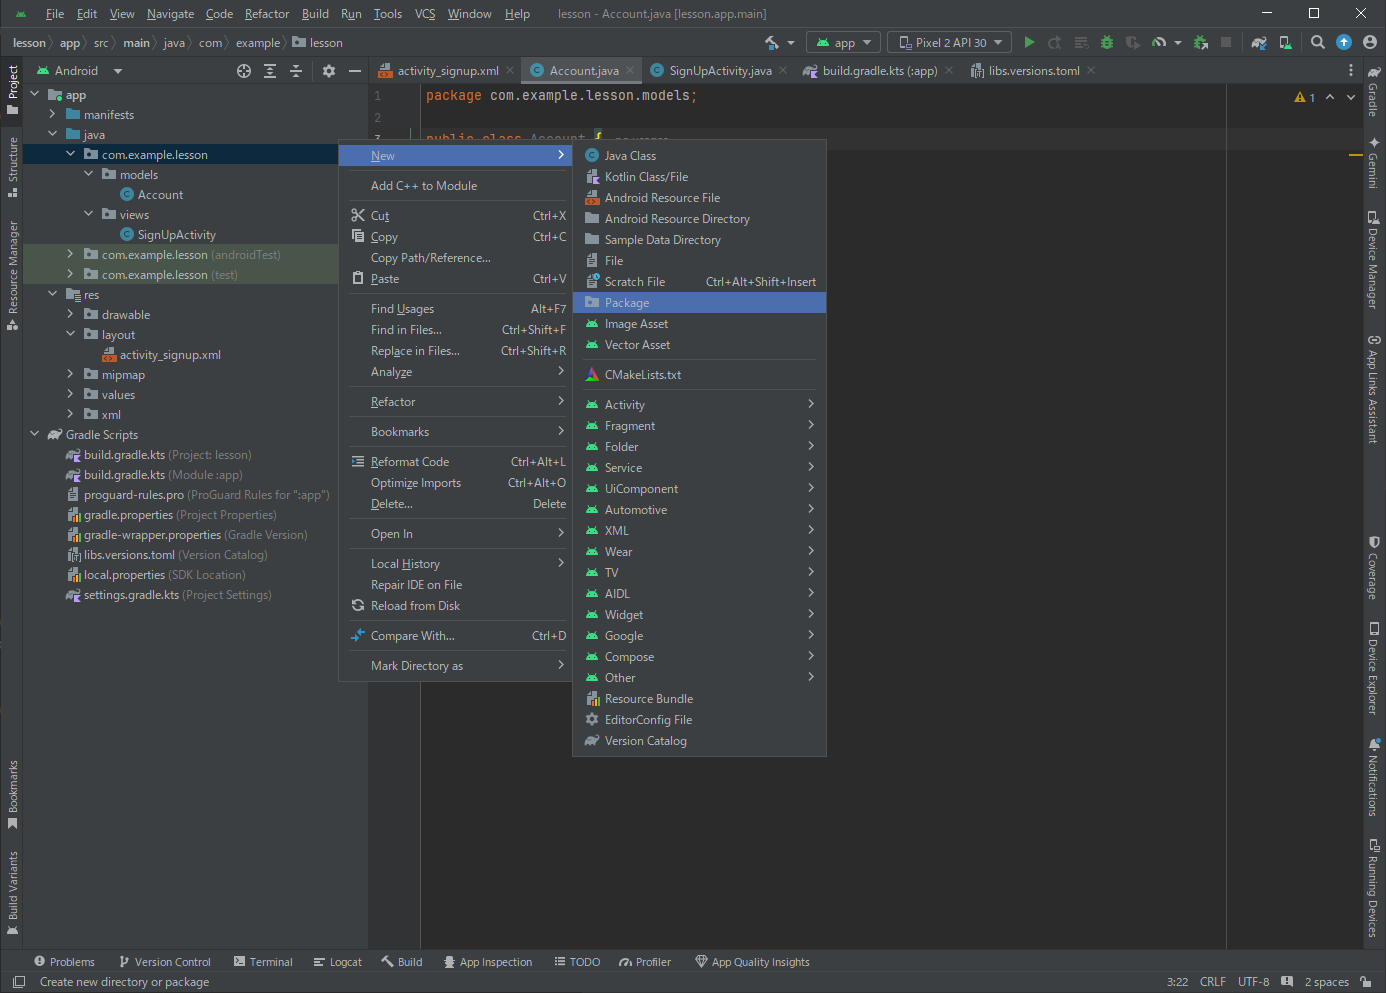 File Edit View Navigate Code Refactor Build Run Tools VCS Window Help lesson - Account.java [lesson.app.main]
lesson app src main java com example lesson
app Pixel 2 API 30
Android
activity_signup.xml Account.java SignUpActivity.java build.gradle.kts (:app) libs.versions.toml
Project
Structure
Resource Manager
Bookmarks
Build Variants
app
manifests
java
com.example.lesson
models
Account
views
SignUpActivity
com.example.lesson (androidTest)
com.example.lesson (test)
res
drawable
layout
activity_signup.xml
mipmap
values
xml
Gradle Scripts
build.gradle.kts (Project: lesson)
build.gradle.kts (Module :app)
proguard-rules.pro (ProGuard Rules for ":app")
gradle.properties (Project Properties)
gradle-wrapper.properties (Gradle Version)
libs.versions.toml (Version Catalog)
local.properties (SDK Location)
settings.gradle.kts (Project Settings)
1 package com.example.lesson.models;
2
3 public class Account {
1
New
Add C++ to Module
Cut Ctrl+X
Copy Ctrl+C
Copy Path/Reference...
Paste Ctrl+V
Find Usages Alt+F7
Find in Files... Ctrl+Shift+F
Replace in Files... Ctrl+Shift+R
Analyze
Refactor
Bookmarks
Reformat Code Ctrl+Alt+L
Optimize Imports Ctrl+Alt+O
Delete... Delete
Open In
Local History
Repair IDE on File
Reload from Disk
Compare With... Ctrl+D
Mark Directory as
Java Class
Kotlin Class/File
Android Resource File
Android Resource Directory
Sample Data Directory
File
Scratch File Ctrl+Alt+Shift+Insert
Package
Image Asset
Vector Asset
CMakeLists.txt
Activity
Fragment
Folder
Service
UiComponent
Automotive
XML
Wear
TV
AIDL
Widget
Google
Compose
Other
Resource Bundle
EditorConfig File
Version Catalog
Gradle
Gemini
Device Manager
App Links Assistant
Coverage
Device Explorer
Notifications
Running Devices
Problems Version Control Terminal Logcat Build App Inspection TODO Profiler App Quality Insights
Create new directory or package 3:22 CRLF UTF-8 2 spaces